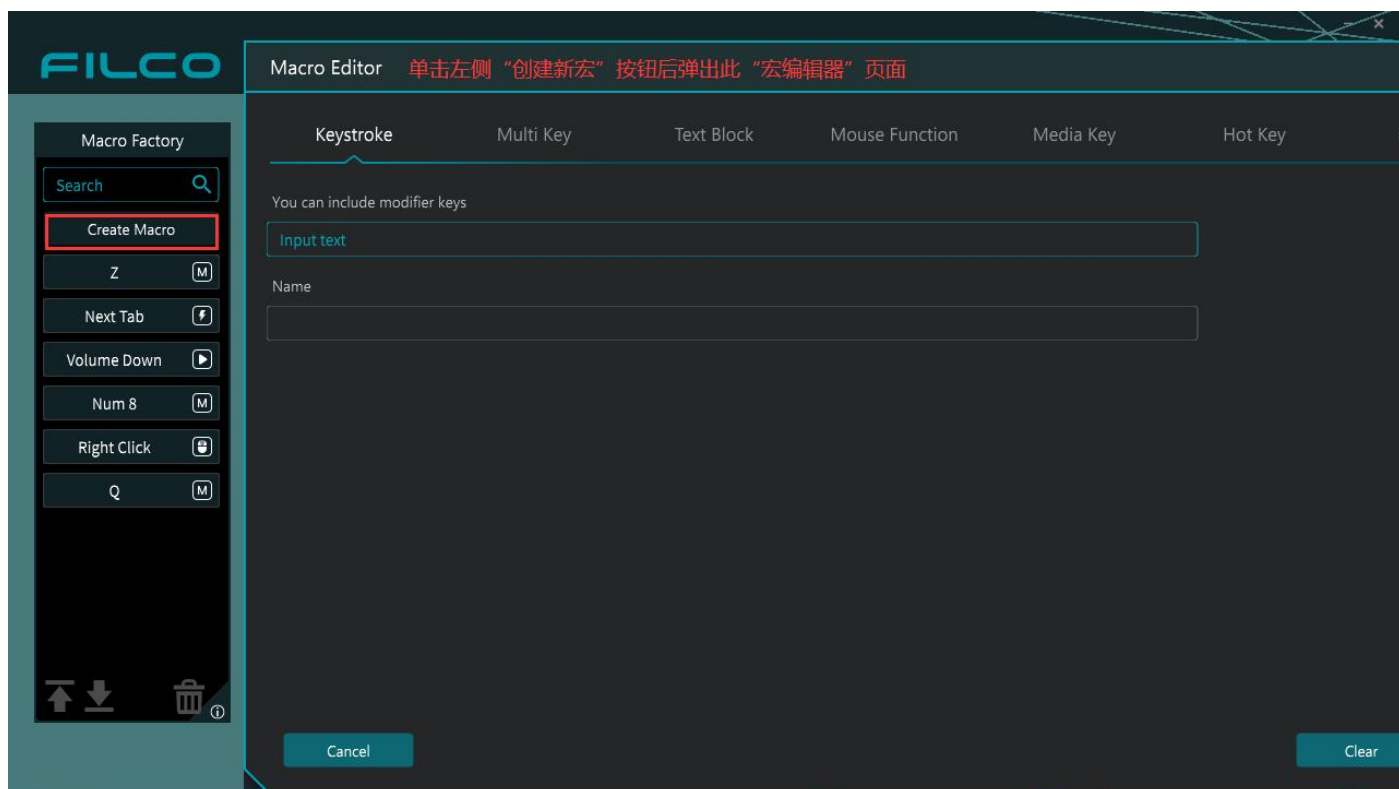 FILCO
Macro Editor 单击左侧“创建新宏”按钮后弹出此“宏编辑器”页面
Macro Factory
Search
Create Macro
Z M
Next Tab
Volume Down
Num 8 M
Right Click
Q M
Keystroke Multi Key Text Block Mouse Function Media Key Hot Key
You can include modifier keys
Input text
Name
Cancel Clear